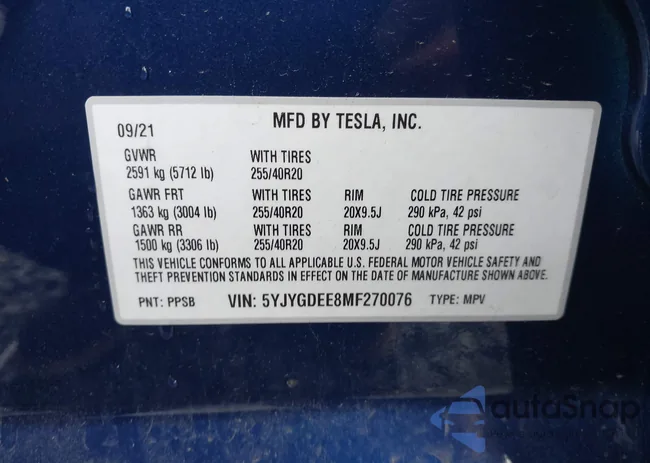 MFD BY TESLA, INC.
09/21
GVWR WITH TIRES
2591 kg (5712 lb) 255/40R20
GAWR FRT WITH TIRES RIM COLD TIRE PRESSURE
1363 kg (3004 lb) 255/40R20 20X9.5J 290 kPa, 42 psi
GAWR RR WITH TIRES RIM COLD TIRE PRESSURE
1500 kg (3306 lb) 255/40R20 20X9.5J 290 kPa, 42 psi
THIS VEHICLE CONFORMS TO ALL APPLICABLE U.S. FEDERAL MOTOR VEHICLE SAFETY AND
THEFT PREVENTION STANDARDS IN EFFECT ON THE DATE OF MANUFACTURE SHOWN ABOVE.
PNT: PPSB VIN: 5YJYGDEE8MF270076 TYPE: MPV
autoSnap